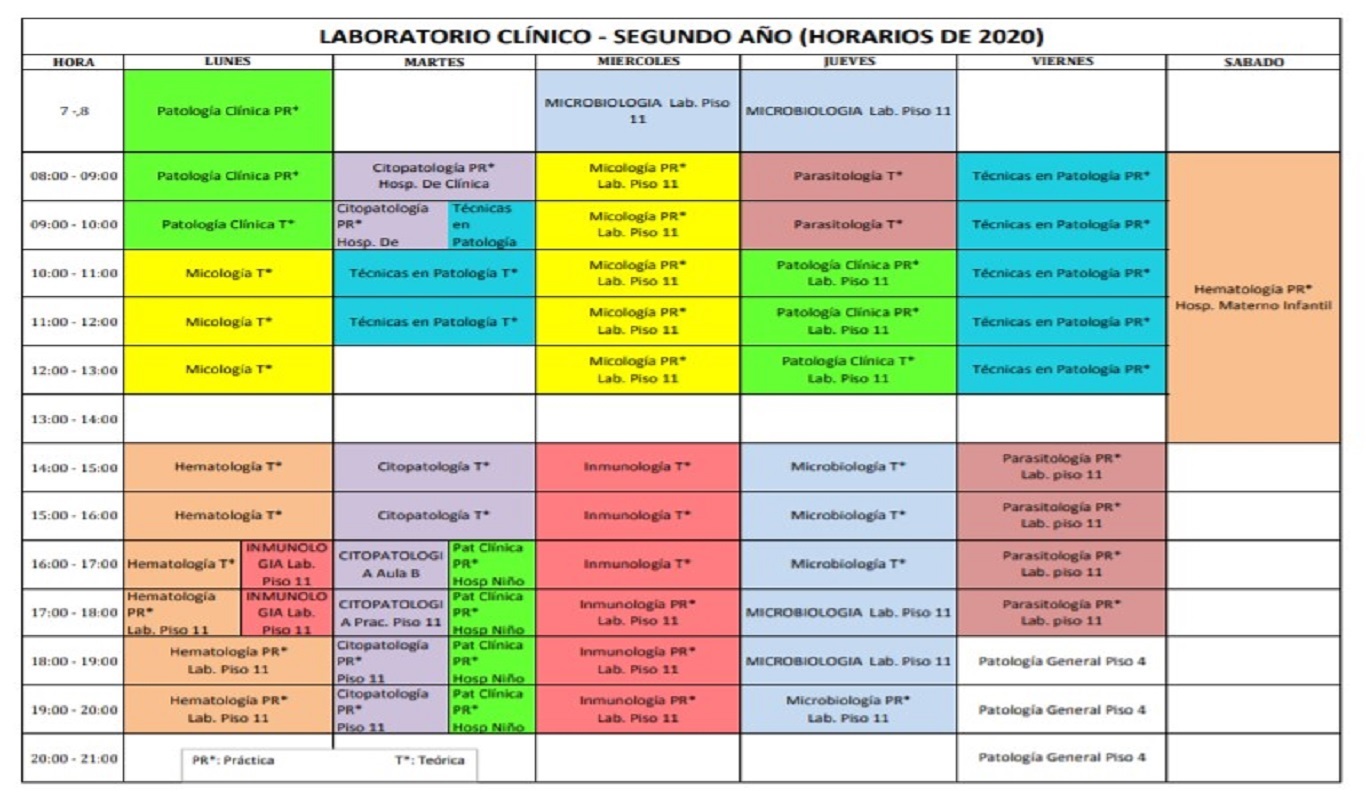 LABORATORIO CLÍNICO - SEGUNDO AÑO (HORARIOS DE 2020)
HORA LUNES MARTES MIERCOLES JUEVES VIERNES SABADO
7 -,8 Patología Clínica PR* MICROBIOLOGIA Lab. Piso MICROBIOLOGIA Lab. Piso 11
11
08:00 - 09:00 Patología Clínica PR* Citopatología PR* Micología PR* Parasitología T* Técnicas en Patología PR*
Hosp. De Clínica Lab. Piso 11
09:00 - 10:00 Patología Clínica T* Citopatología Técnicas Micología PR* Parasitología T* Técnicas en Patología PR*
PR* en Lab. Piso 11
Hosp. De Patología
10:00 - 11:00 Micología T* Técnicas en Patología T* Micología PR* Patología Clínica PR* Técnicas en Patología PR*
Lab. Piso 11 Lab. Piso 11
Hematología PR*
Hosp. Materno Infantil
11:00 - 12:00 Micología T* Técnicas en Patología T* Micología PR* Patología Clínica PR* Técnicas en Patología PR*
Lab. Piso 11 Lab. Piso 11
12:00 - 13:00 Micología T* Micología PR* Patología Clínica T* Técnicas en Patología PR*
Lab. Piso 11 Lab. Piso 11
13:00 - 14:00
14:00 - 15:00 Hematología T* Citopatología T* Inmunología T* Microbiología T* Parasitología PR*
Lab. piso 11
15:00 - 16:00 Hematología T* Citopatología T* Inmunología T* Microbiología T* Parasitología PR*
Lab. piso 11
16:00 - 17:00 Hematología T* INMUNOLO CITOPATOLOGI Pat Clínica Inmunología T* Microbiología T* Parasitología PR*
GIA Lab. A Aula B PR* Lab. piso 11
Piso 11 Hosp Niño
17:00 - 18:00 Hematología INMUNOLO CITOPATOLOGI Pat Clínica Inmunología PR* MICROBIOLOGIA Lab. Piso 11 Parasitología PR*
PR* GIA Lab. A Prac. Piso 11 PR* Lab. Piso 11 Lab. piso 11
Lab. Piso 11 Piso 11 Hosp Niño
18:00 - 19:00 Hematología PR* Citopatología Pat Clínica Inmunología PR* MICROBIOLOGIA Lab. Piso 11 Patología General Piso 4
Lab. Piso 11 PR* PR* Lab. Piso 11
Piso 11 Hosp Niño
19:00 - 20:00 Hematología PR* Citopatología Pat Clínica Inmunología PR* Microbiología PR* Patología General Piso 4
Lab. Piso 11 PR* PR* Lab. Piso 11 Lab. Piso 11
Piso 11 Hosp Niño
20:00 - 21:00 PR*: Práctica T*: Teórica Patología General Piso 4